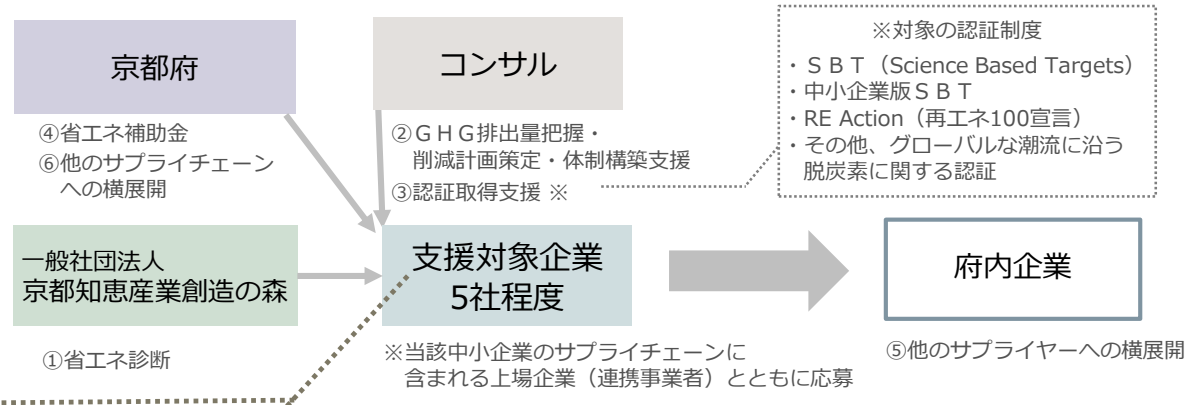 京都府
④省エネ補助金
⑥他のサプライチェーン
への横展開
コンサル
②ＧＨＧ排出量把握・
削減計画策定・体制構築支援
③認証取得支援 ※
※対象の認証制度
・ＳＢＴ（Science Based Targets）
・中小企業版ＳＢＴ
・RE Action（再エネ100宣言）
・その他、グローバルな潮流に沿う
脱炭素に関する認証
一般社団法人
京都知恵産業創造の森
①省エネ診断
支援対象企業
5社程度
※当該中小企業のサプライチェーンに
含まれる上場企業（連携事業者）とともに応募
府内企業
⑤他のサプライヤーへの横展開